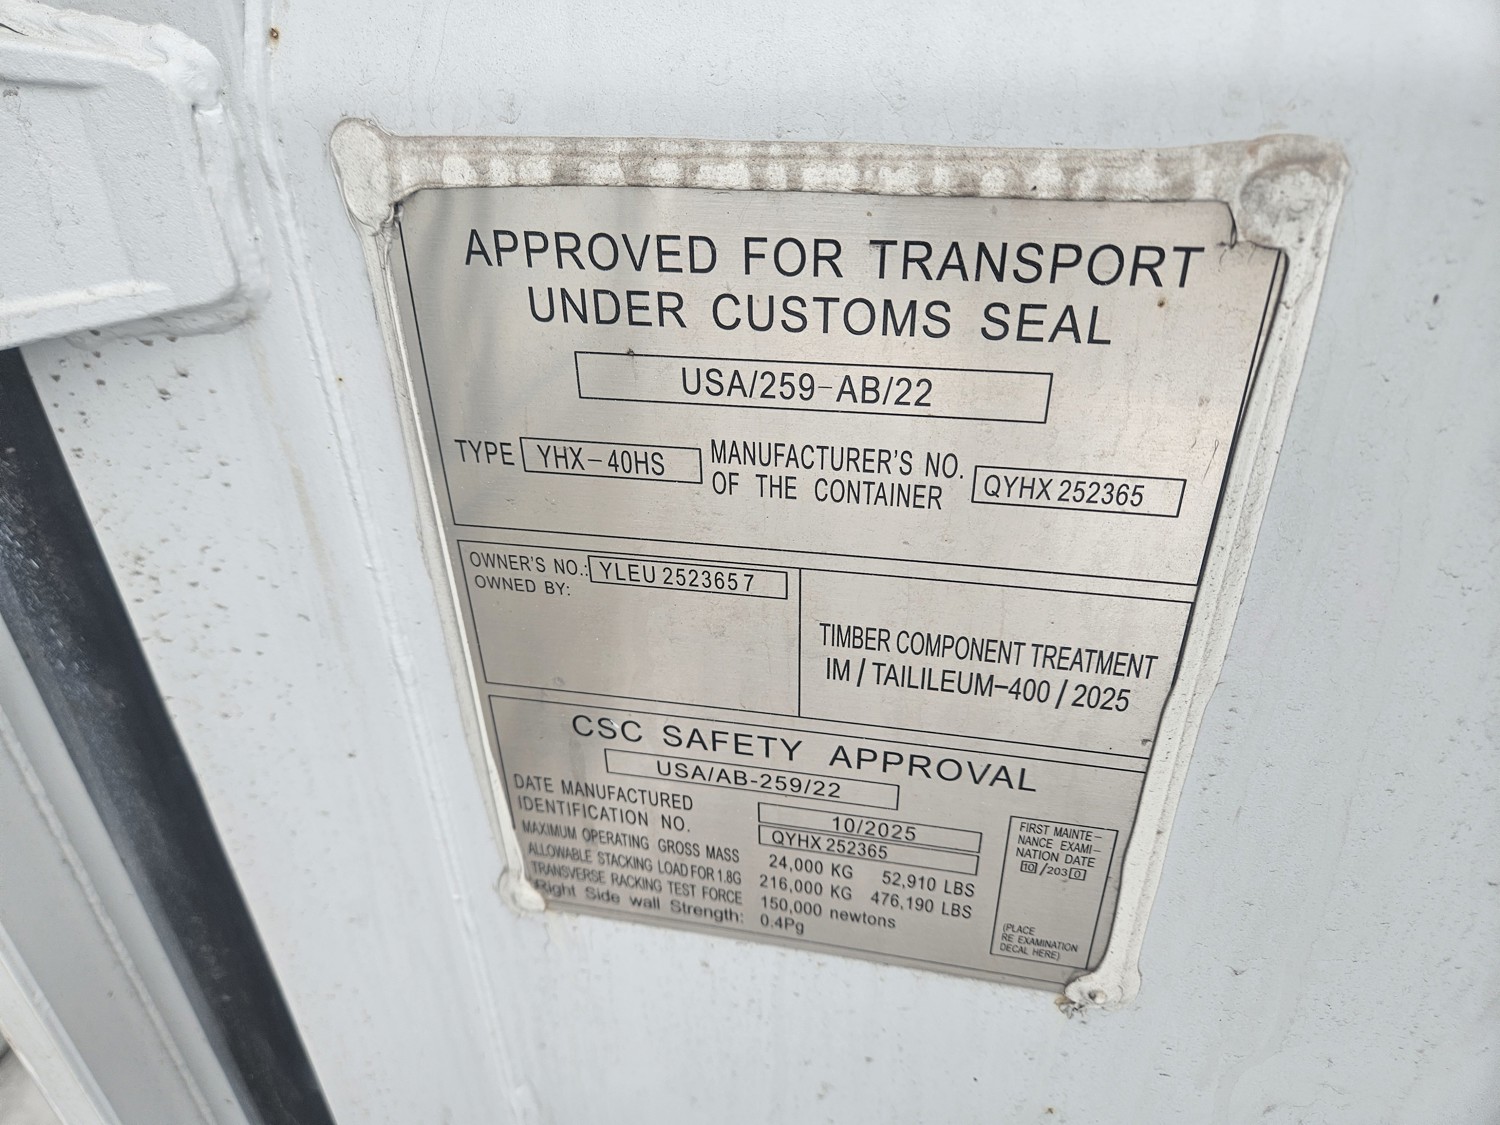 APPROVED FOR TRANSPORT
UNDER CUSTOMS SEAL
USA/259-AB/22
TYPE YHX-40HS MANUFACTURER'S NO. OF THE CONTAINER QYHX 252365
OWNER'S NO.: YLEU 252365 7
OWNED BY:
TIMBER COMPONENT TREATMENT
IM / TAILILEUM-400 / 2025
CSC SAFETY APPROVAL
USA/AB-259/22
DATE MANUFACTURED 10/2025
IDENTIFICATION NO. QYHX 252365
MAXIMUM OPERATING GROSS MASS 24,000 KG 52,910 LBS
ALLOWABLE STACKING LOAD FOR 1.8G 216,000 KG 476,190 LBS
TRANSVERSE RACKING TEST FORCE 150,000 newtons
Right Side wall Strength: 0.4Pg
FIRST MAINTE-
NANCE EXAMI-
NATION DATE
10/2030
(PLACE
RE EXAMINATION
DECAL HERE)